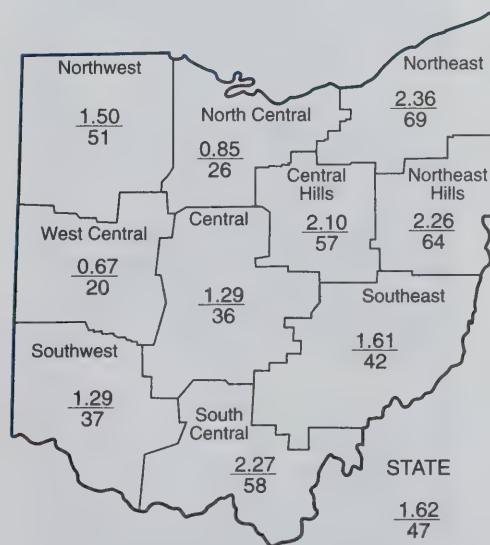 Northwest
1.50
51
North Central
0.85
26
Northeast
2.36
69
Central
Hills
2.10
57
Northeast
Hills
2.26
64
West Central
0.67
20
Central
1.29
36
Southeast
1.61
42
Southwest
1.29
37
South
Central
2.27
58
STATE
1.62
47